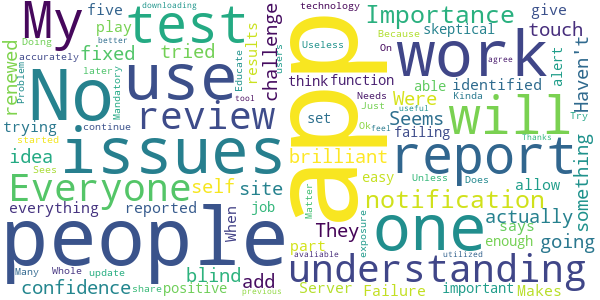 downloading
technology
My
test
five
give
play
Because
Importance
users
skeptical
touch
Doing
better
fixed
tried
results
challenge
On
agree
accurately
renewed
Problem
later
Educate
Useless
app
work
Haven't
Mandatory
tool
think
function
Needs
able
identified
alert
No
use
review
Were
Just
useful
Try
trying
continue
set
Seems
failing
will
started
Ok
feel
Kinda
Thanks
idea
issues
brilliant
report
something
Sees
easy
Unless
Does
allow
Everyone
self
site
Matter
notification
everything
reported
When
job
They
exposure
one
actually
says
people
blind
part
enough
going
Many
Whole
update
add
avaliable
utilized
understanding
confidence
share
positive
previous
Server
Failure
important
Makes